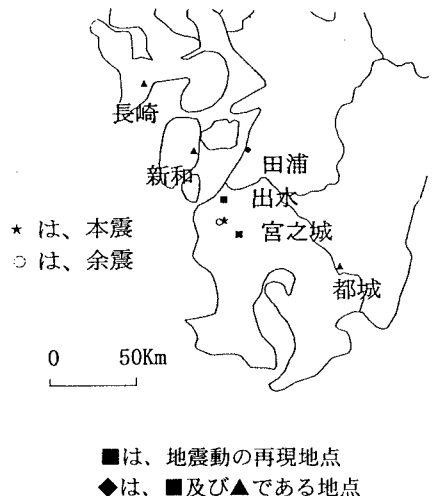 長崎
新和
田浦
出水
宮之城
都城
★ は、本震
○ は、余震
0 50Km
■は、地震動の再現地点
◆は、■及び▲である地点